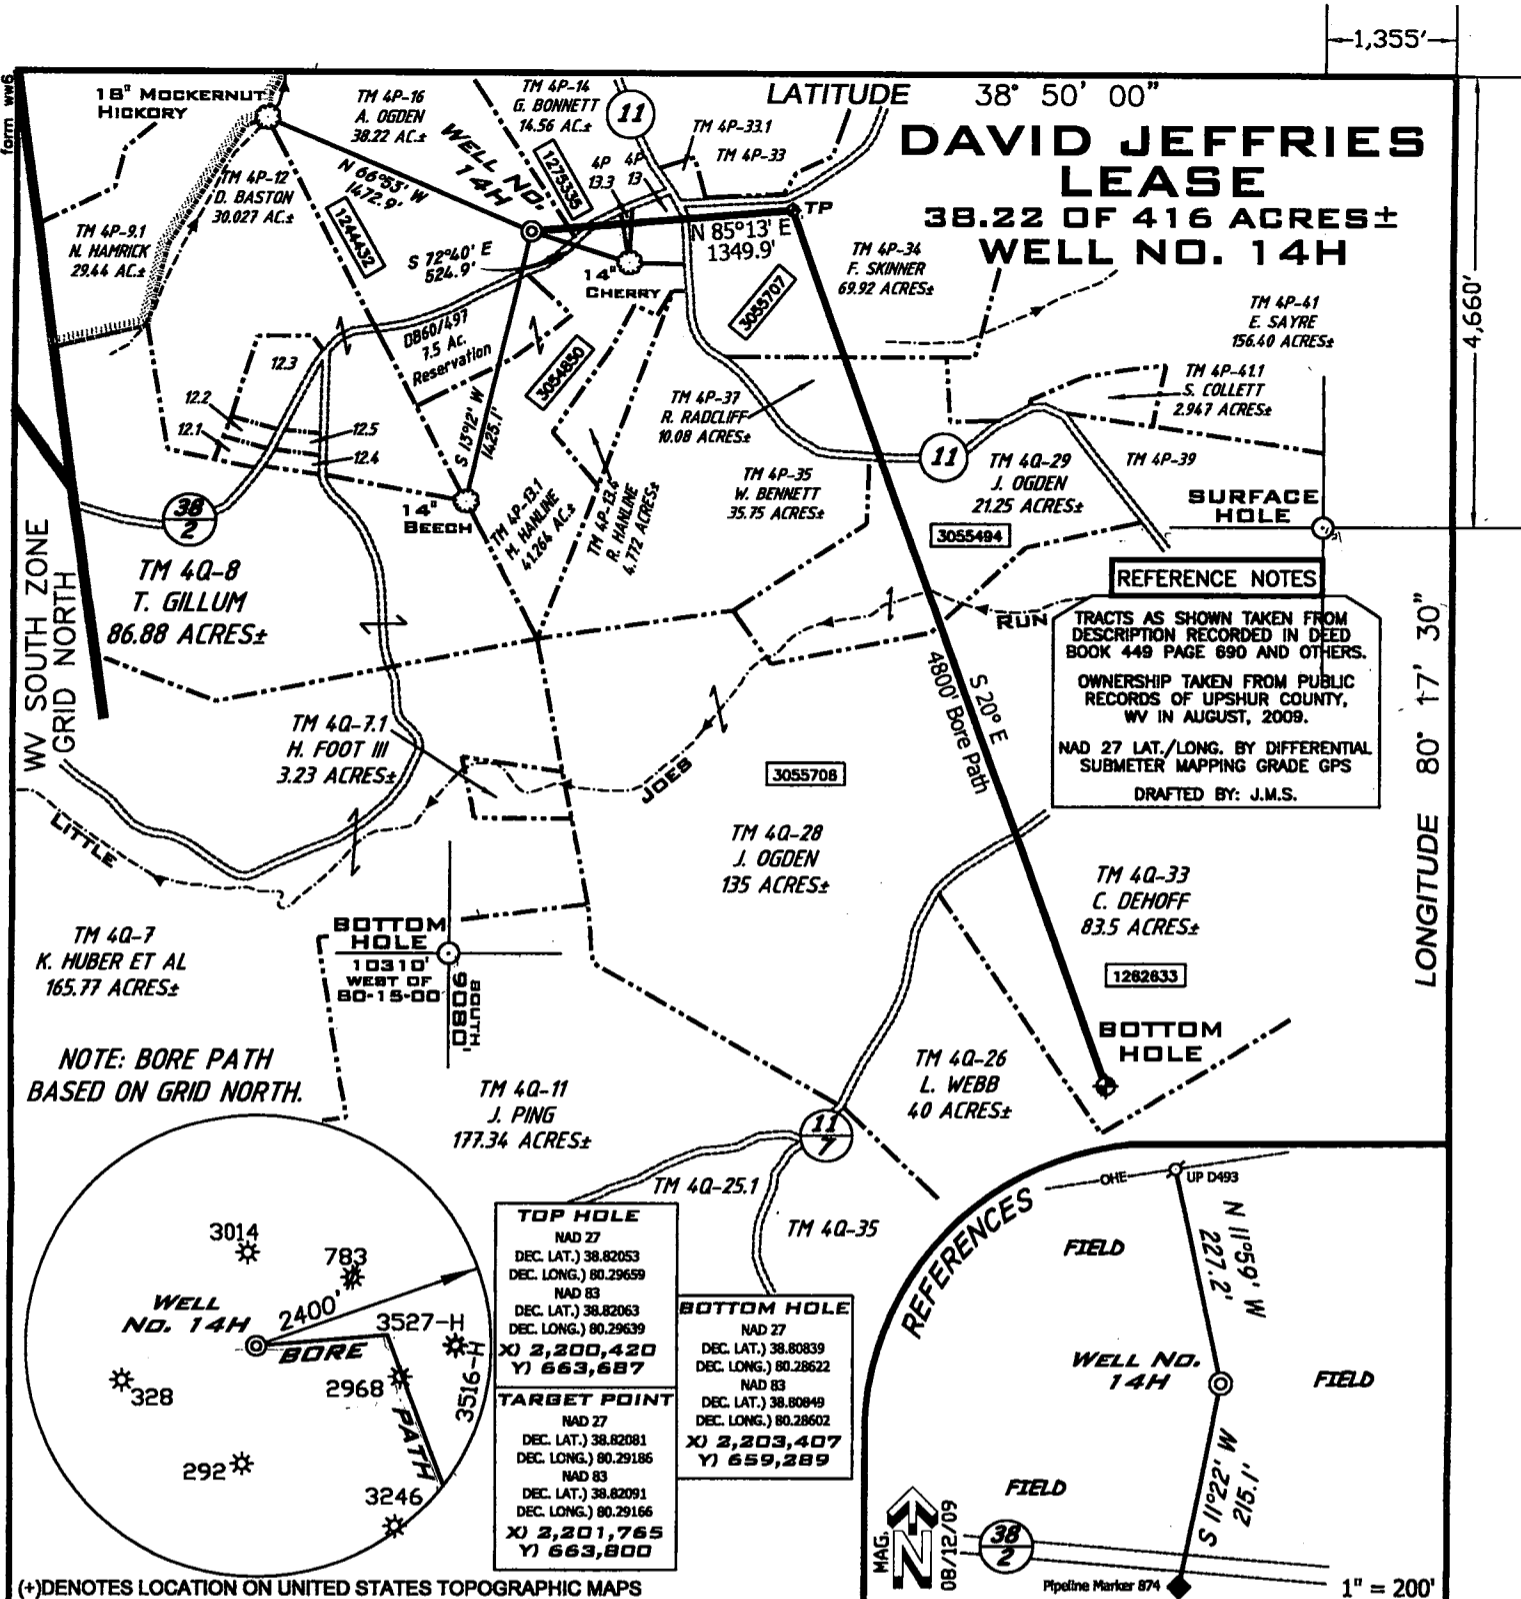 1,355'
form ww6
LATITUDE 38° 50' 00"
DAVID JEFFRIES
LEASE
38.22 OF 416 ACRES±
WELL NO. 14H
4,660'
18" MOCKERNUT
HICKORY
TM 4P-16
A. OGDEN
38.22 AC.±
TM 4P-14
G. BONNETT
14.56 AC.±
11
TM 4P-33.1
TM 4P-33
WELL NO.
14H
1275335
4P
13.3
4P
13
N 66°53' W
1472.9'
TM 4P-12
D. BASTON
30.027 AC.±
TM 4P-9.1
N. HAMRICK
29.44 AC.±
1244432
S 72°40' E
524.9'
14"
CHERRY
TP
N 85°13' E
1349.9'
3055707
TM 4P-34
F. SKINNER
69.92 ACRES±
TM 4P-41
E. SAYRE
156.40 ACRES±
TM 4P-41.1
S. COLLETT
2.947 ACRES±
DB60/497
7.5 Ac.
Reservation
3054850
12.3
12.2
12.1
12.5
12.4
S 13°12' W
1425.1'
TM 4P-37
R. RADCLIFF
10.08 ACRES±
11
TM 4P-35
W. BENNETT
35.75 ACRES±
TM 4Q-29
J. OGDEN
21.25 ACRES±
3055494
TM 4P-39
SURFACE
HOLE
14"
BEECH
TM 4P-13.1
M. HANLINE
41.264 AC.±
TM 4P-13.6
R. HANLINE
4.772 ACRES±
38
2
WV SOUTH ZONE
GRID NORTH
TM 4Q-8
T. GILLUM
86.88 ACRES±
REFERENCE NOTES
TRACTS AS SHOWN TAKEN FROM
DESCRIPTION RECORDED IN DEED
BOOK 449 PAGE 690 AND OTHERS.
OWNERSHIP TAKEN FROM PUBLIC
RECORDS OF UPSHUR COUNTY,
WV IN AUGUST, 2009.
NAD 27 LAT./LONG. BY DIFFERENTIAL
SUBMETER MAPPING GRADE GPS
DRAFTED BY: J.M.S.
LONGITUDE 80° 17' 30"
RUN
S 20° E
4800' Bore Path
TM 4Q-7.1
H. FOOT III
3.23 ACRES±
JOES
3055708
LITTLE
TM 4Q-28
J. OGDEN
135 ACRES±
TM 4Q-33
C. DEHOFF
83.5 ACRES±
1262633
TM 4Q-7
K. HUBER ET AL
165.77 ACRES±
BOTTOM
HOLE
10310'
WEST OF
80-15-00
9080'
SOUTH
BOTTOM
HOLE
NOTE: BORE PATH
BASED ON GRID NORTH.
TM 4Q-11
J. PING
177.34 ACRES±
TM 4Q-26
L. WEBB
40 ACRES±
11
7
TM 4Q-25.1
TM 4Q-35
TOP HOLE
NAD 27
DEC. LAT.) 38.82053
DEC. LONG.) 80.29659
NAD 83
DEC. LAT.) 38.82063
DEC. LONG.) 80.29639
X) 2,200,420
Y) 663,687
TARGET POINT
NAD 27
DEC. LAT.) 38.82081
DEC. LONG.) 80.29186
NAD 83
DEC. LAT.) 38.82091
DEC. LONG.) 80.29166
X) 2,201,765
Y) 663,800
BOTTOM HOLE
NAD 27
DEC. LAT.) 38.80839
DEC. LONG.) 80.28622
NAD 83
DEC. LAT.) 38.80849
DEC. LONG.) 80.28602
X) 2,203,407
Y) 659,289
3014
783
WELL
NO. 14H
2400'
3527-H
BORE
PATH
3516-H
328
2968
292
3246
REFERENCES
OHE
UP D493
N 11°59' W
227.2'
FIELD
WELL NO.
14H
FIELD
FIELD
S 11°22' W
215.1'
MAG.
N
08/12/09
38
2
Pipeline Marker 874
1" = 200'
(+)DENOTES LOCATION ON UNITED STATES TOPOGRAPHIC MAPS